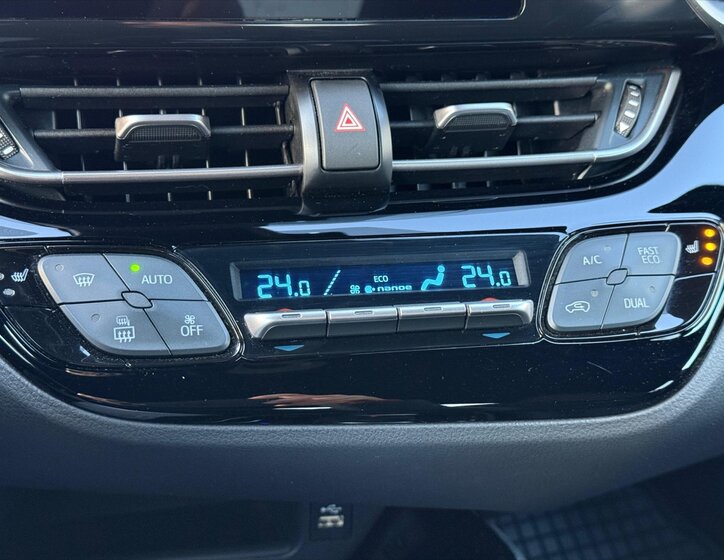 AUTO
OFF
24.0
ECO
nanoe
24.0
A/C
FAST
ECO
DUAL